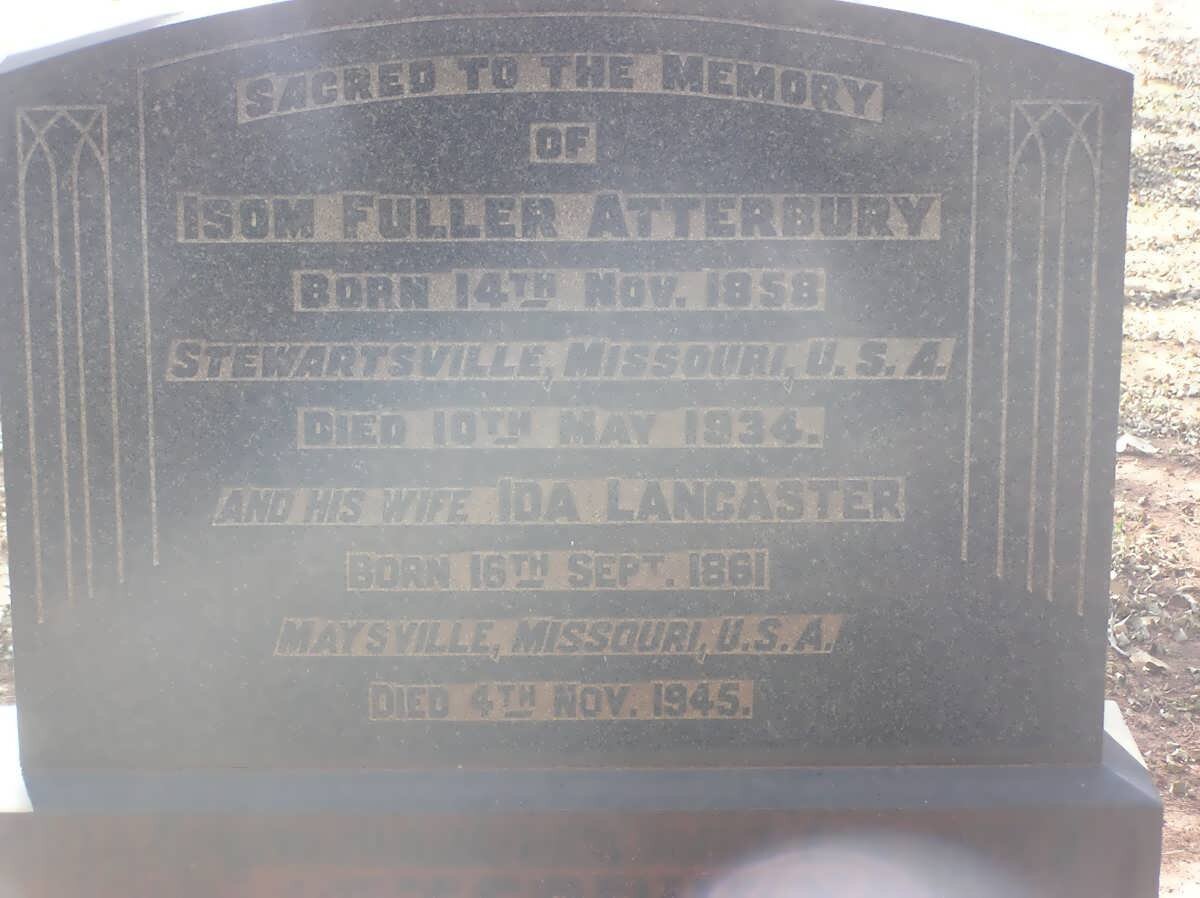 SACRED TO THE MEMORY
OF
ISOM FULLER ATTERBURY
BORN 14TH NOV. 1858
STEWARTSVILLE, MISSOURI, U.S.A.
DIED 10TH MAY 1934.
AND HIS WIFE IDA LANCASTER
BORN 16TH SEPT. 1861
MAYSVILLE, MISSOURI, U.S.A.
DIED 4TH NOV. 1945.